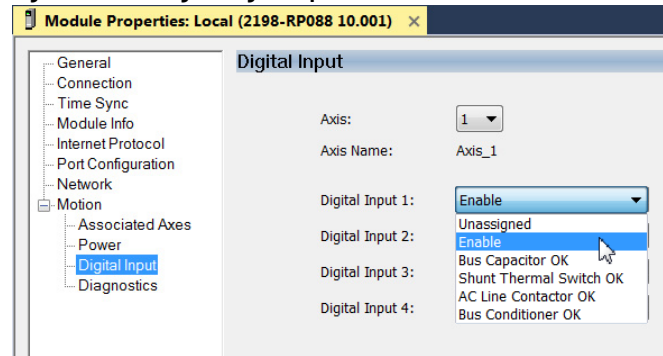 Module Properties: Local (2198-RP088 10.001) ×
General
Connection
Time Sync
Module Info
Internet Protocol
Port Configuration
Network
Motion
Associated Axes
Power
Digital Input
Diagnostics
Digital Input
Axis: 1
Axis Name: Axis_1
Digital Input 1: Enable
Digital Input 2:
Digital Input 3:
Digital Input 4:
Unassigned
Enable
Bus Capacitor OK
Shunt Thermal Switch OK
AC Line Contactor OK
Bus Conditioner OK